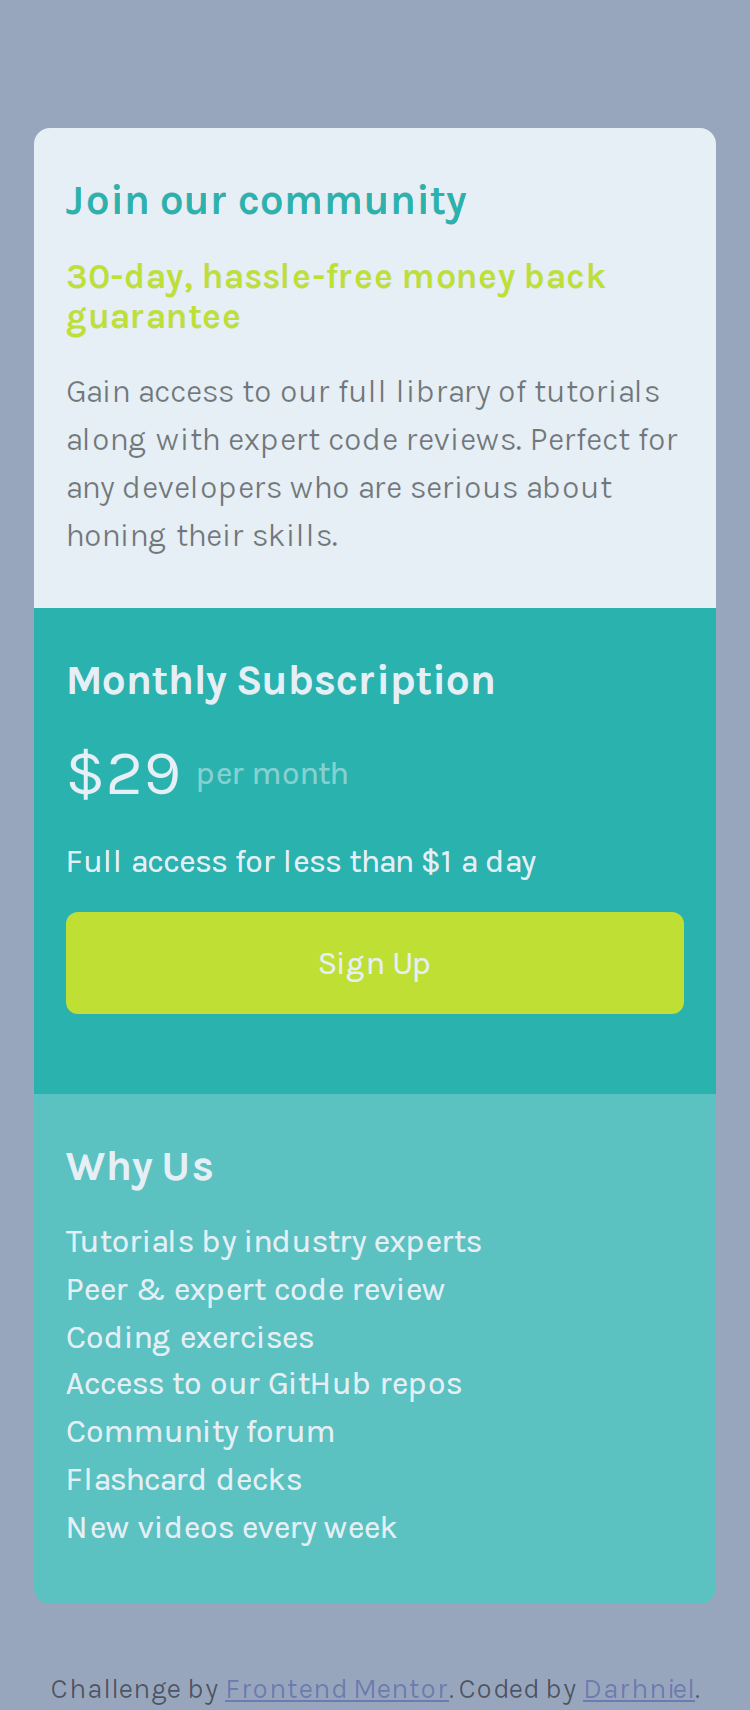 Join our community
30-day, hassle-free money back
guarantee
Gain access to our full library of tutorials
along with expert code reviews. Perfect for
any developers who are serious about
honing their skills.
Monthly Subscription
$29 per month
Full access for less than $1 a day
Sign Up
Why Us
Tutorials by industry experts
Peer & expert code review
Coding exercises
Access to our GitHub repos
Community forum
Flashcard decks
New videos every week
Challenge by Frontend Mentor. Coded by Darhniel.